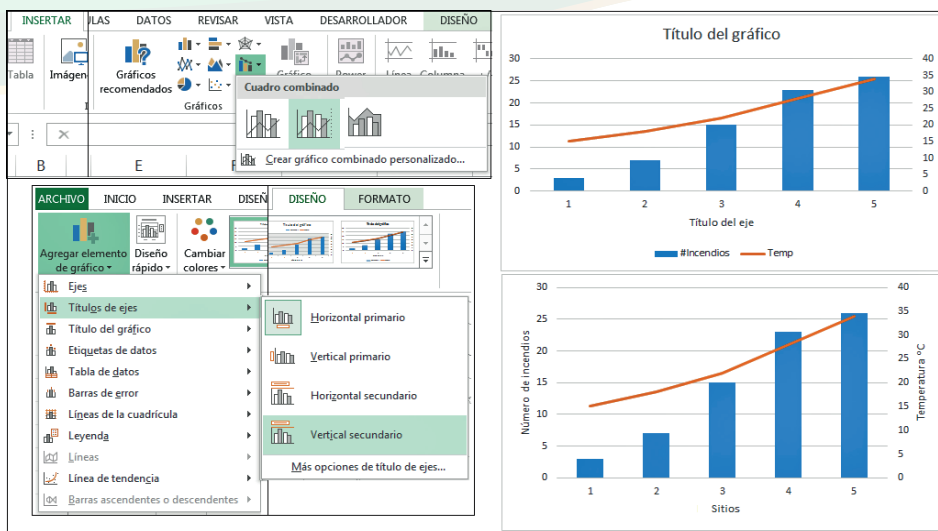 INSERTAR ULAS DATOS REVISAR VISTA DESARROLLADOR DISEÑO
Tabla Imágen Gráficos recomendados
Gráficos
Cuadro combinado
Crear gráfico combinado personalizado...
B E
ARCHIVO INICIO INSERTAR DISEÑ DISEÑO FORMATO
Agregar elemento de gráfico Diseño rápido Cambiar colores
Ejes
Títulos de ejes
Título del gráfico
Etiquetas de datos
Tabla de datos
Barras de error
Líneas de la cuadrícula
Leyenda
Líneas
Línea de tendencia
Barras ascendentes o descendentes
Horizontal primario
Vertical primario
Horizontal secundario
Vertical secundario
Más opciones de título de ejes...
Título del gráfico
30
25
20
15
10
5
0
40
35
30
25
20
15
10
5
0
1 2 3 4 5
Título del eje
#Incendios Temp
30
25
20
15
10
5
0
Número de incendios
40
35
30
25
20
15
10
5
0
Temperatura ºC
1 2 3 4 5
Sitios